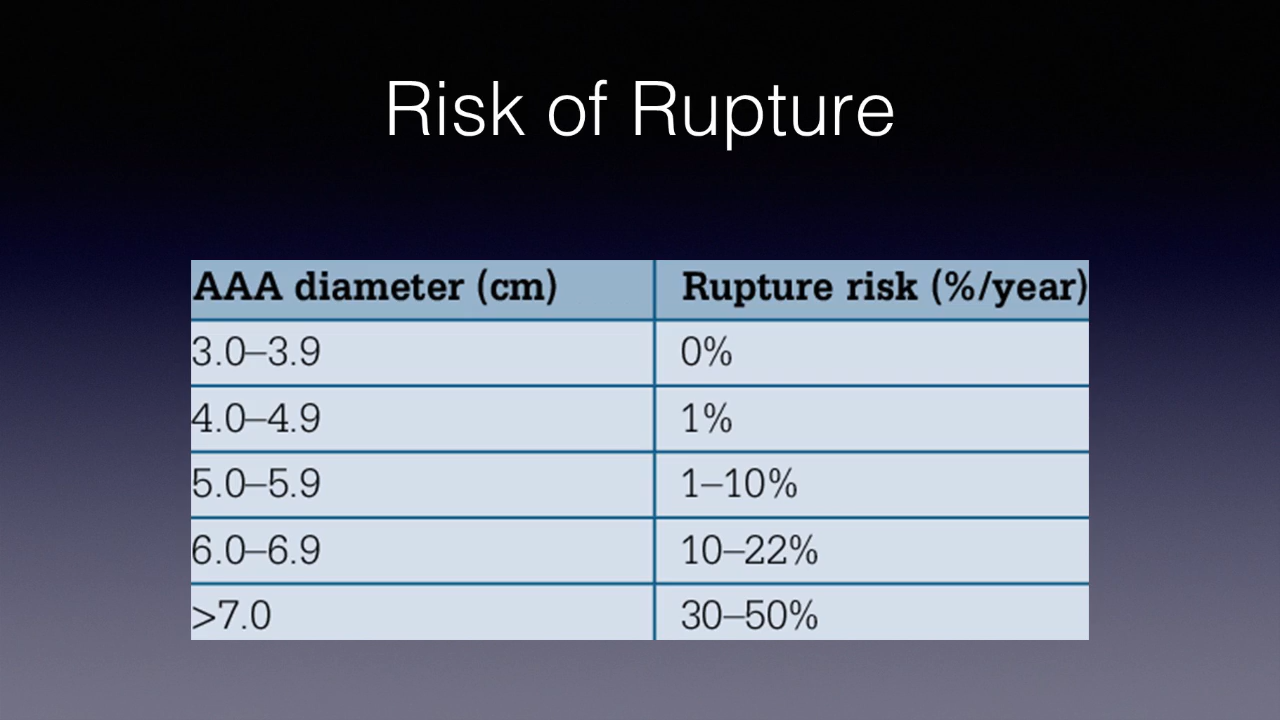 Risk of Rupture
AAA diameter (cm) Rupture risk (%/year)
3.0–3.9 0%
4.0–4.9 1%
5.0–5.9 1–10%
6.0–6.9 10–22%
>7.0 30–50%